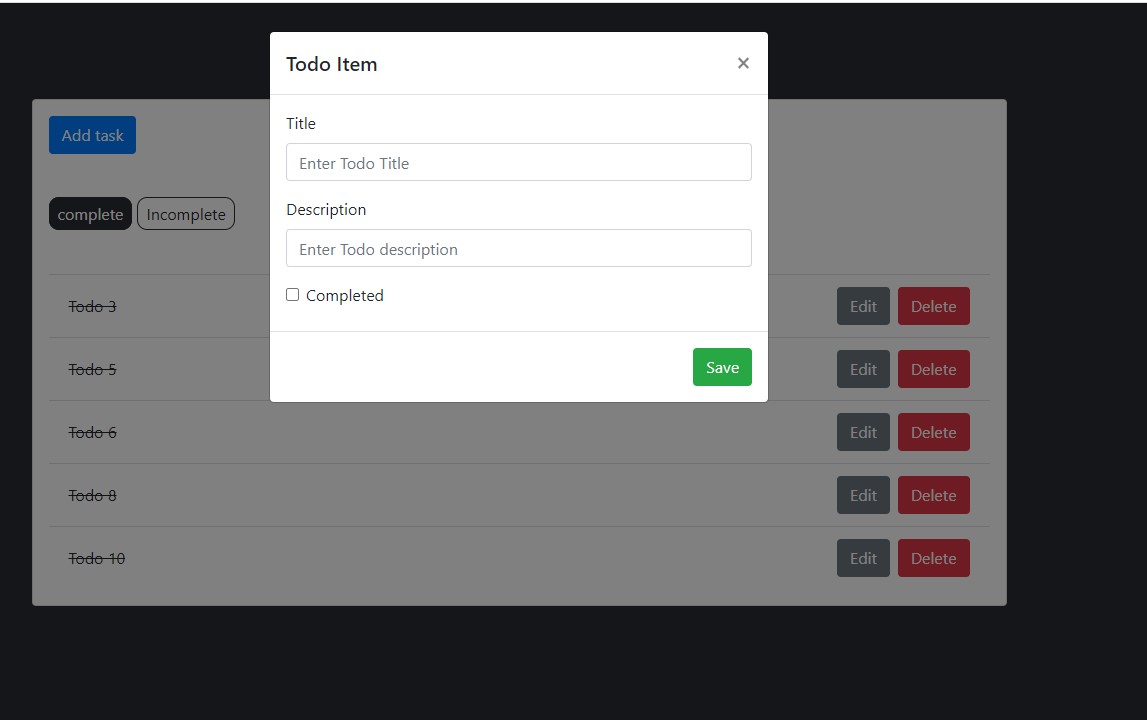 Todo Item ×
Title
Enter Todo Title
Description
Enter Todo description
Completed
Save
Add task
complete Incomplete
Todo 3 Edit Delete
Todo 5 Edit Delete
Todo 6 Edit Delete
Todo 8 Edit Delete
Todo 10 Edit Delete